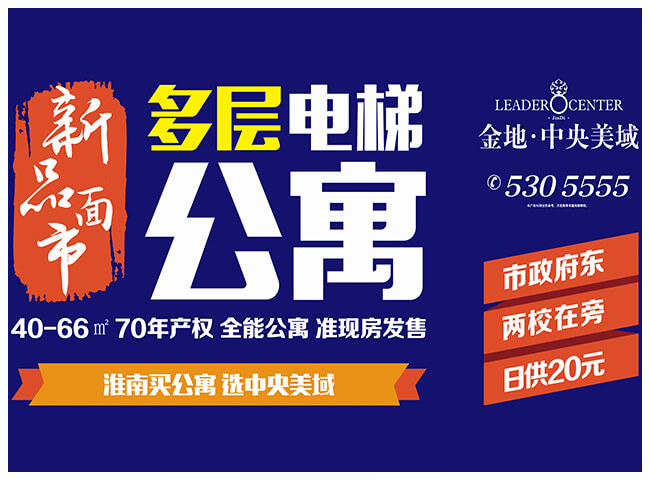 新品面市
多层电梯
公寓
40-66㎡ 70年产权 全能公寓 准现房发售
淮南买公寓 选中央美域
LEADER CENTER
·JinDi·
金地·中央美域
530 5555
市政府东
两校在旁
日供20元